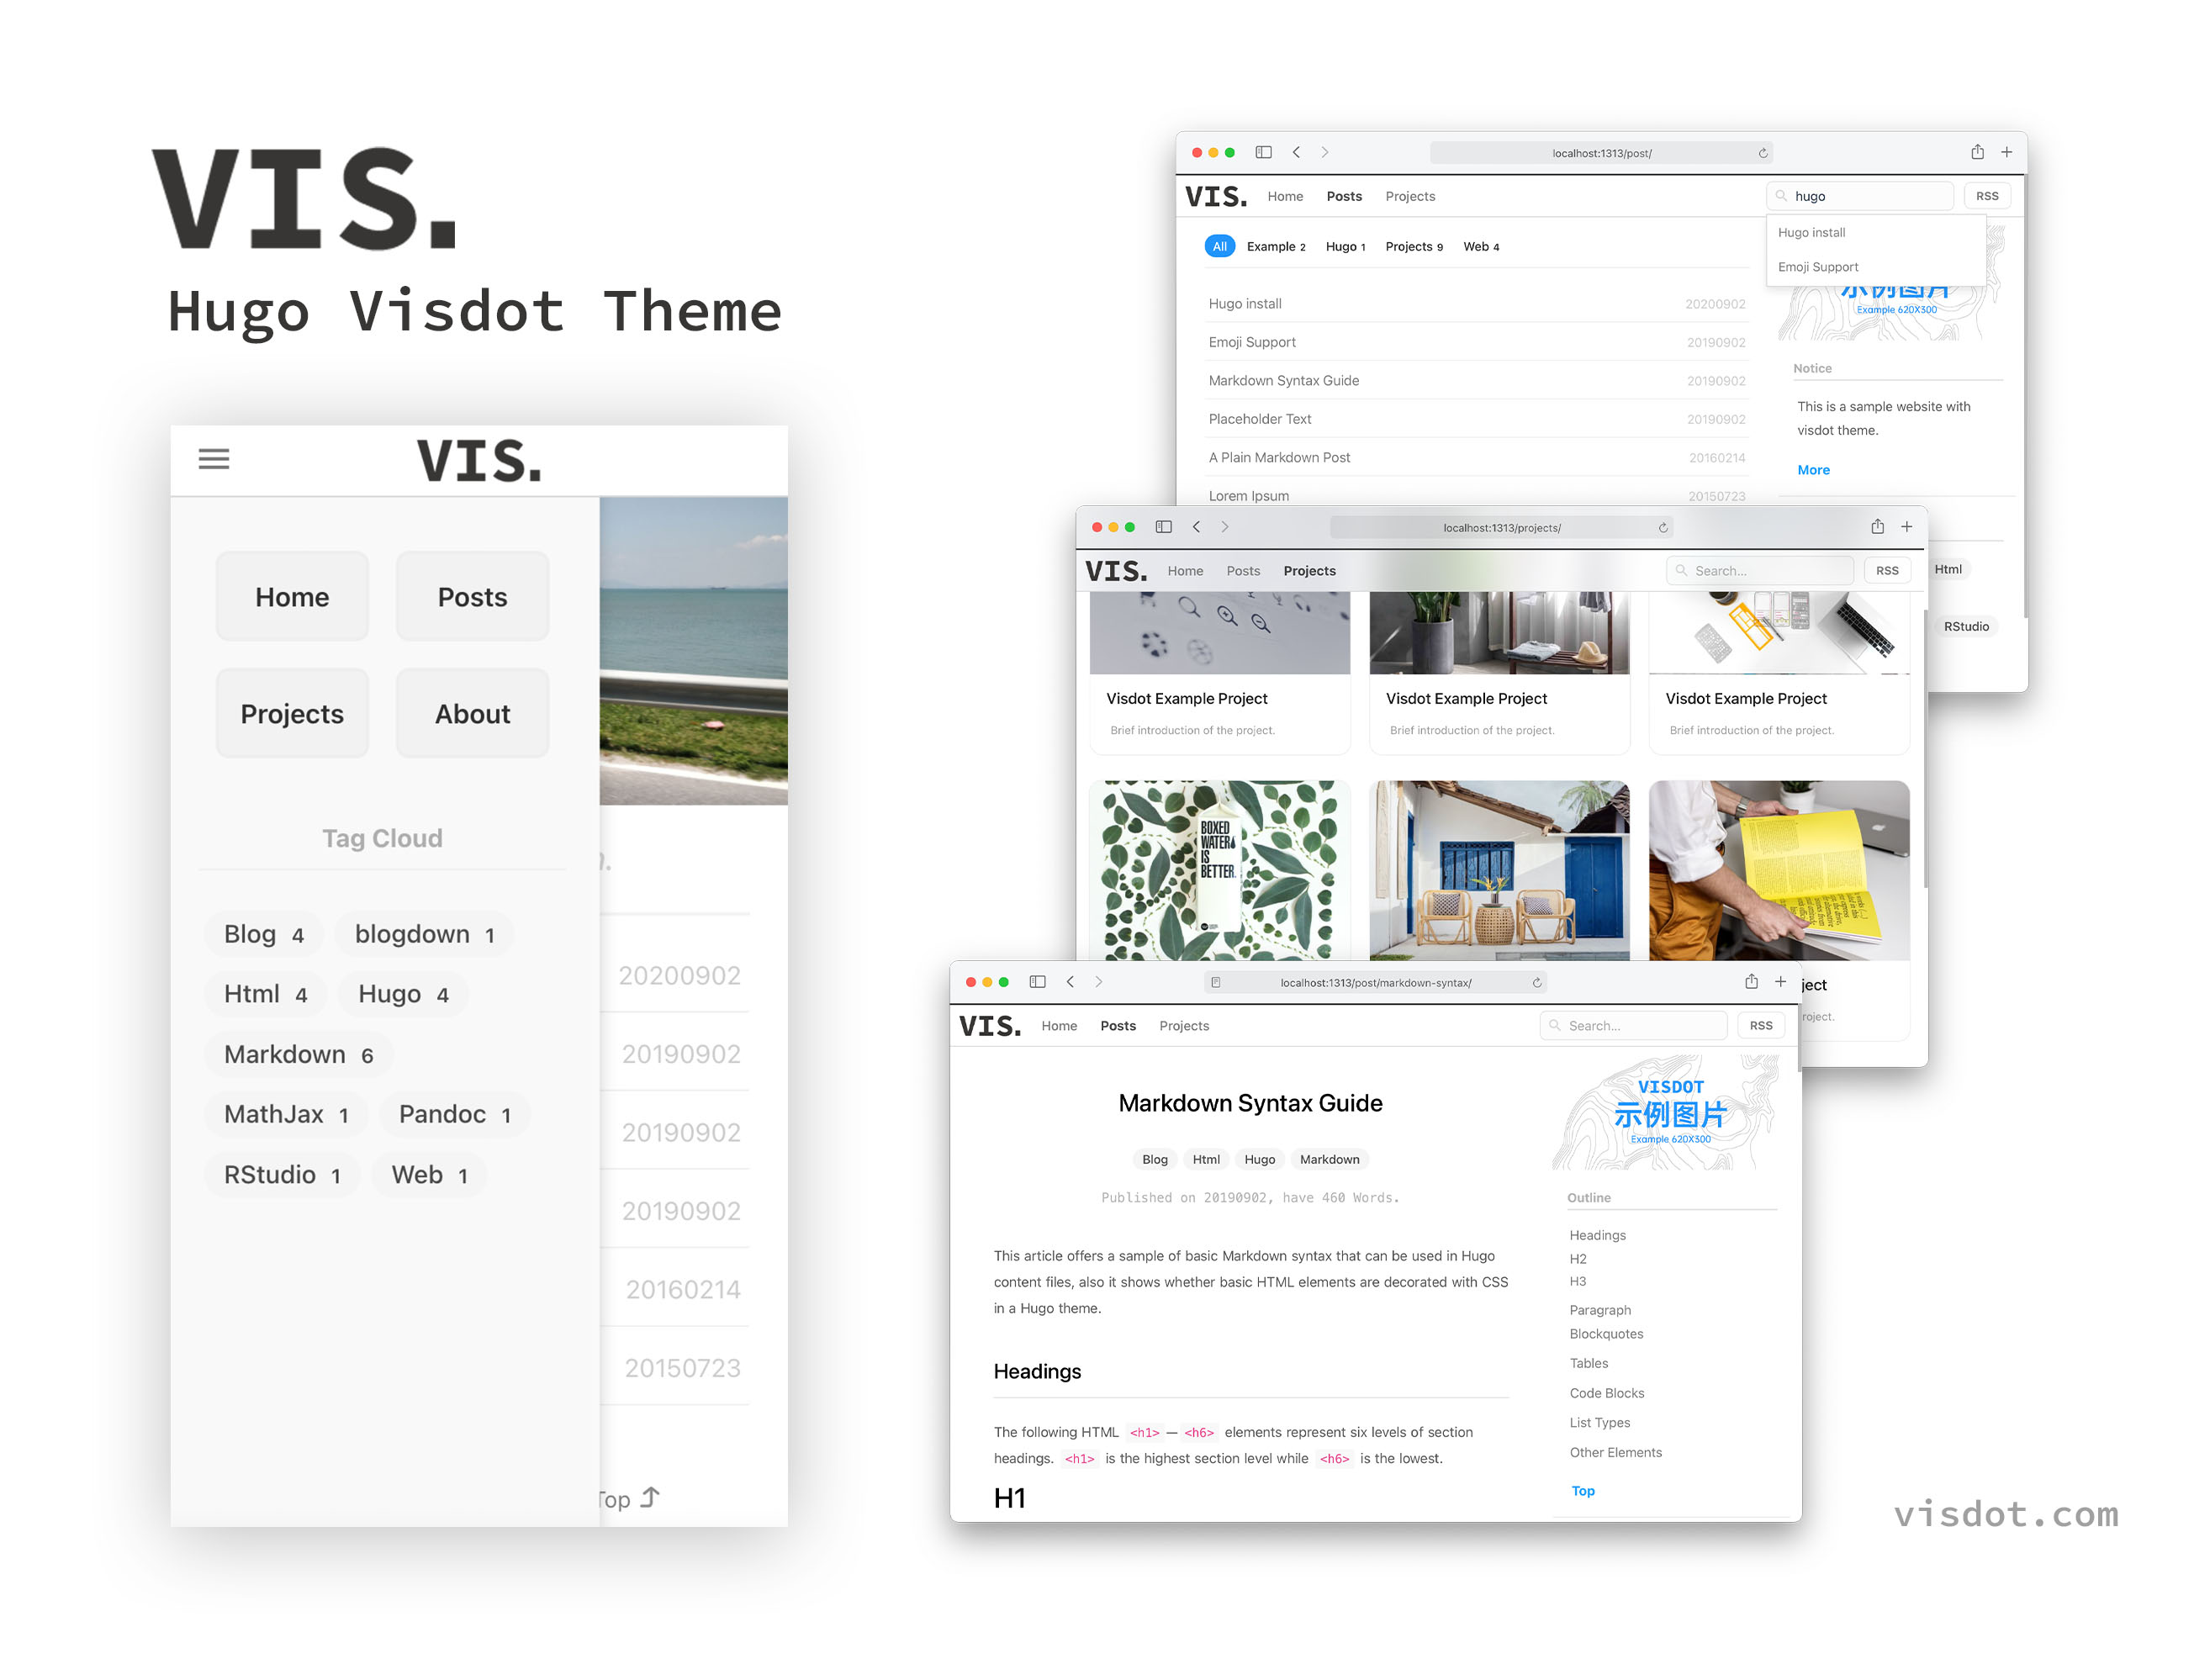 VIS.
Hugo Visdot Theme
VIS.
Home Posts
Projects About
Tag Cloud
Blog 4 blogdown 1
Html 4 Hugo 4
Markdown 6
MathJax 1 Pandoc 1
RStudio 1 Web 1
20200902
20190902
20190902
20190902
20160214
20150723
Top
localhost:1313/post/
VIS. Home Posts Projects hugo RSS
Hugo install
Emoji Support
All Example 2 Hugo 1 Projects 9 Web 4
示例图片
Example 620X300
Hugo install 20200902
Emoji Support 20190902
Markdown Syntax Guide 20190902
Placeholder Text 20190902
A Plain Markdown Post 20160214
Lorem Ipsum 20150723
Notice
This is a sample website with
visdot theme.
More
Html
RStudio
localhost:1313/projects/
VIS. Home Posts Projects Search... RSS
Visdot Example Project
Brief introduction of the project.
Visdot Example Project
Brief introduction of the project.
Visdot Example Project
Brief introduction of the project.
BOXED
WATER
IS
BETTER.
localhost:1313/post/markdown-syntax/
VIS. Home Posts Projects Search... RSS
Markdown Syntax Guide
Blog Html Hugo Markdown
Published on 20190902, have 460 Words.
This article offers a sample of basic Markdown syntax that can be used in Hugo
content files, also it shows whether basic HTML elements are decorated with CSS
in a Hugo theme.
Headings
The following HTML <h1> — <h6> elements represent six levels of section
headings. <h1> is the highest section level while <h6> is the lowest.
H1
VISDOT
示例图片
Example 620X300
Outline
Headings
H2
H3
Paragraph
Blockquotes
Tables
Code Blocks
List Types
Other Elements
Top
visdot.com